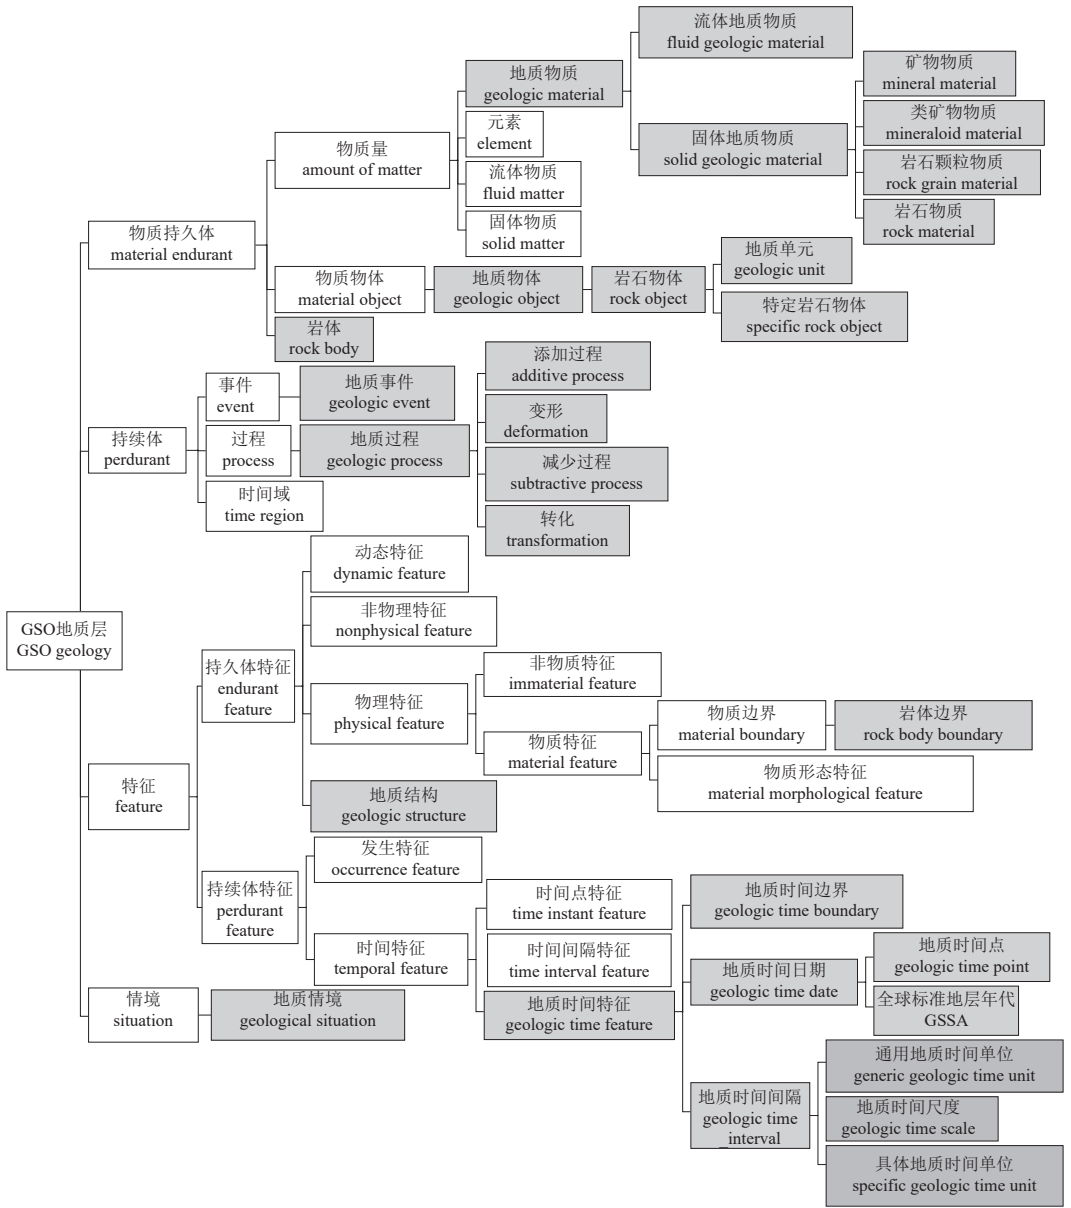 流体地质物质
fluid geologic material
地质物质
geologic material
矿物物质
mineral material
类矿物物质
mineraloid material
元素
element
物质量
amount of matter
固体地质物质
solid geologic material
岩石颗粒物质
rock grain material
流体物质
fluid matter
岩石物质
rock material
固体物质
solid matter
物质持久体
material endurant
地质单元
geologic unit
物质物体
material object
地质物体
geologic object
岩石物体
rock object
特定岩石物体
specific rock object
岩体
rock body
添加过程
additive process
事件
event
地质事件
geologic event
变形
deformation
持续体
perdurant
过程
process
地质过程
geologic process
减少过程
subtractive process
时间域
time region
转化
transformation
动态特征
dynamic feature
非物理特征
nonphysical feature
GSO地质层
GSO geology
持久体特征
endurant
feature
非物质特征
immaterial feature
物理特征
physical feature
物质边界
material boundary
岩体边界
rock body boundary
物质特征
material feature
物质形态特征
material morphological feature
特征
feature
地质结构
geologic structure
发生特征
occurrence feature
持续体特征
perdurant
feature
时间点特征
time instant feature
地质时间边界
geologic time boundary
时间特征
temporal feature
时间间隔特征
time interval feature
地质时间点
geologic time point
地质时间日期
geologic time date
情境
situation
地质情境
geological situation
地质时间特征
geologic time feature
全球标准地层年代
GSSA
通用地质时间单位
generic geologic time unit
地质时间间隔
geologic time
_interval
地质时间尺度
geologic time scale
具体地质时间单位
specific geologic time unit